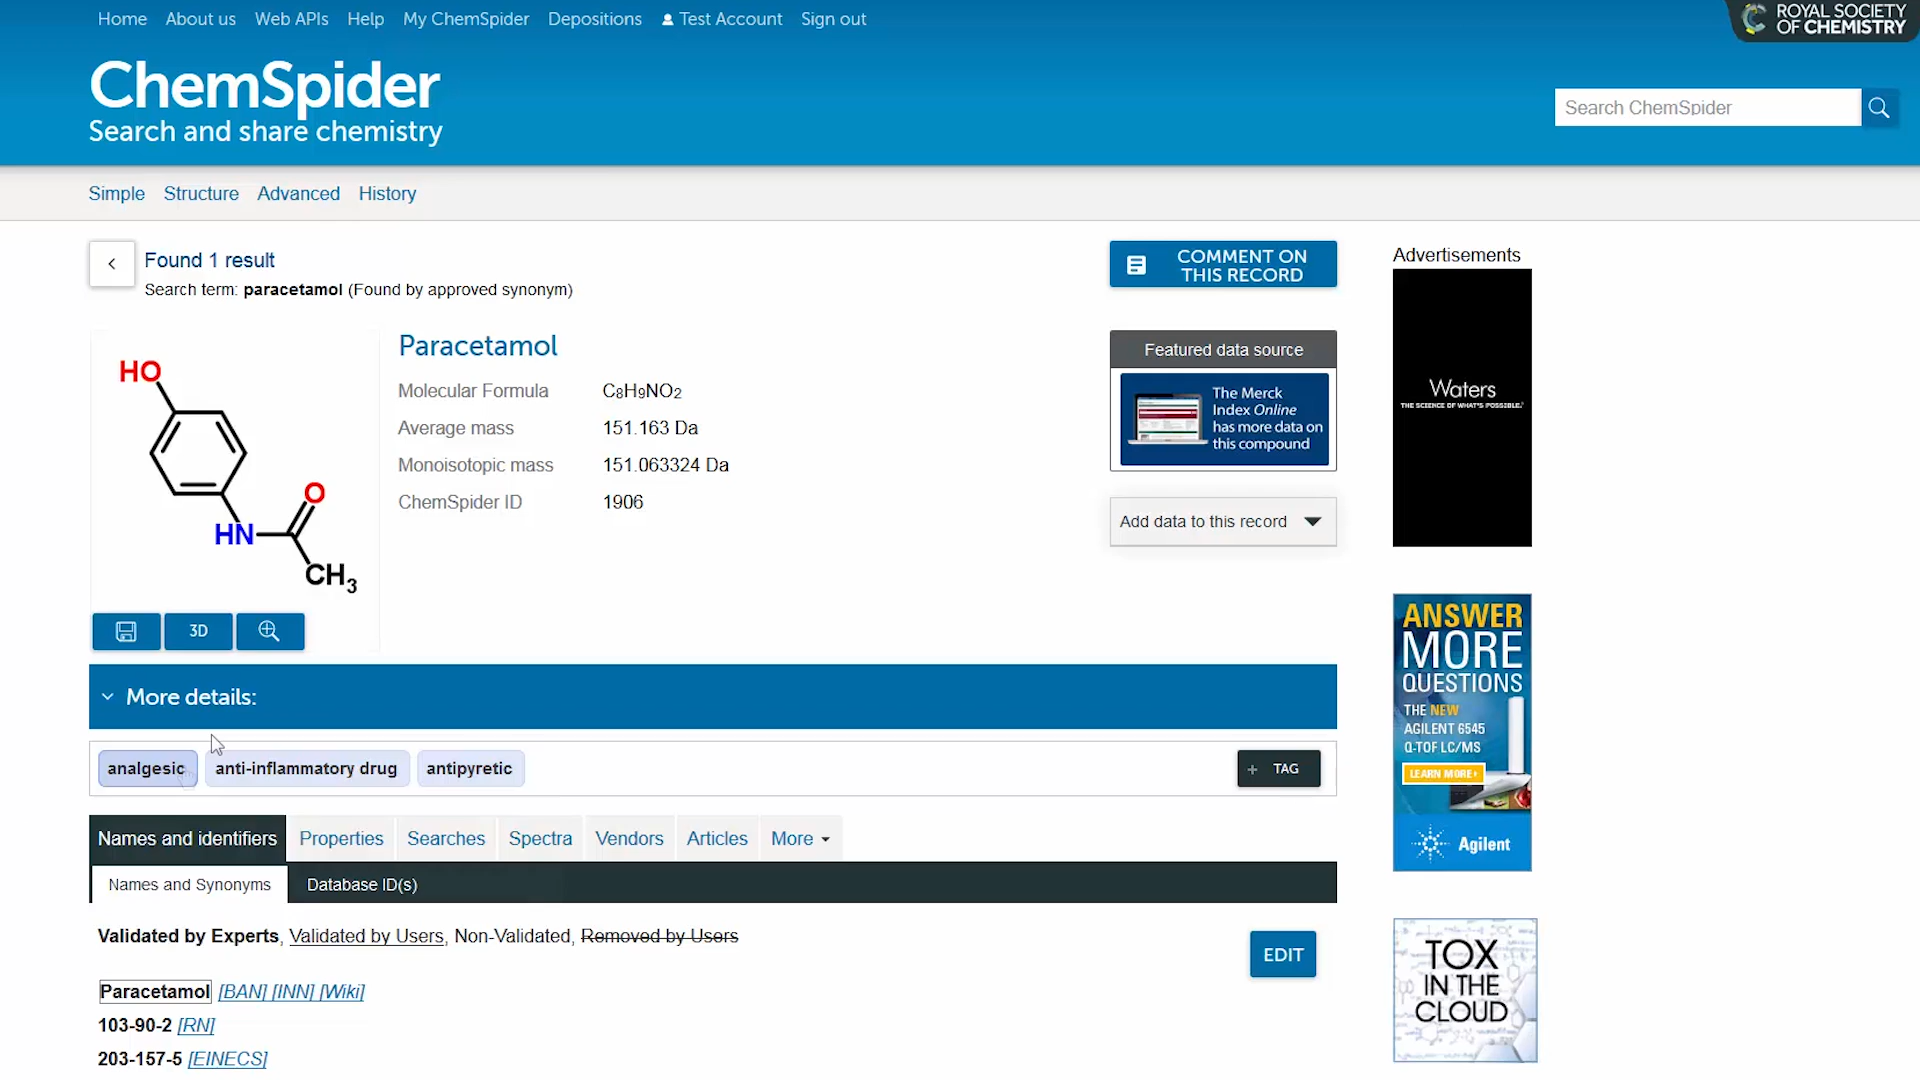 Home About us Web APIs Help My ChemSpider Depositions Test Account Sign out
ROYAL SOCIETY
OF CHEMISTRY
ChemSpider
Search and share chemistry
Search ChemSpider
Simple Structure Advanced History
Found 1 result
Search term: paracetamol (Found by approved synonym)
COMMENT ON
THIS RECORD
Advertisements
HO
O
HN
CH3
Paracetamol
Molecular Formula C8H9NO2
Average mass 151.163 Da
Monoisotopic mass 151.063324 Da
ChemSpider ID 1906
Featured data source
The Merck
Index Online
has more data on
this compound
Add data to this record
Waters
THE SCIENCE OF WHAT'S POSSIBLE.
3D
More details:
analgesic anti-inflammatory drug antipyretic
+ TAG
ANSWER
MORE
QUESTIONS
THE NEW
AGILENT 6545
Q-TOF LC/MS
LEARN MORE
Agilent
Names and identifiers Properties Searches Spectra Vendors Articles More
Names and Synonyms Database ID(s)
Validated by Experts, Validated by Users, Non-Validated, Removed by Users
EDIT
Paracetamol [BAN] [INN] [Wiki]
103-90-2 [RN]
203-157-5 [EINECS]
TOX
IN THE
CLOUD